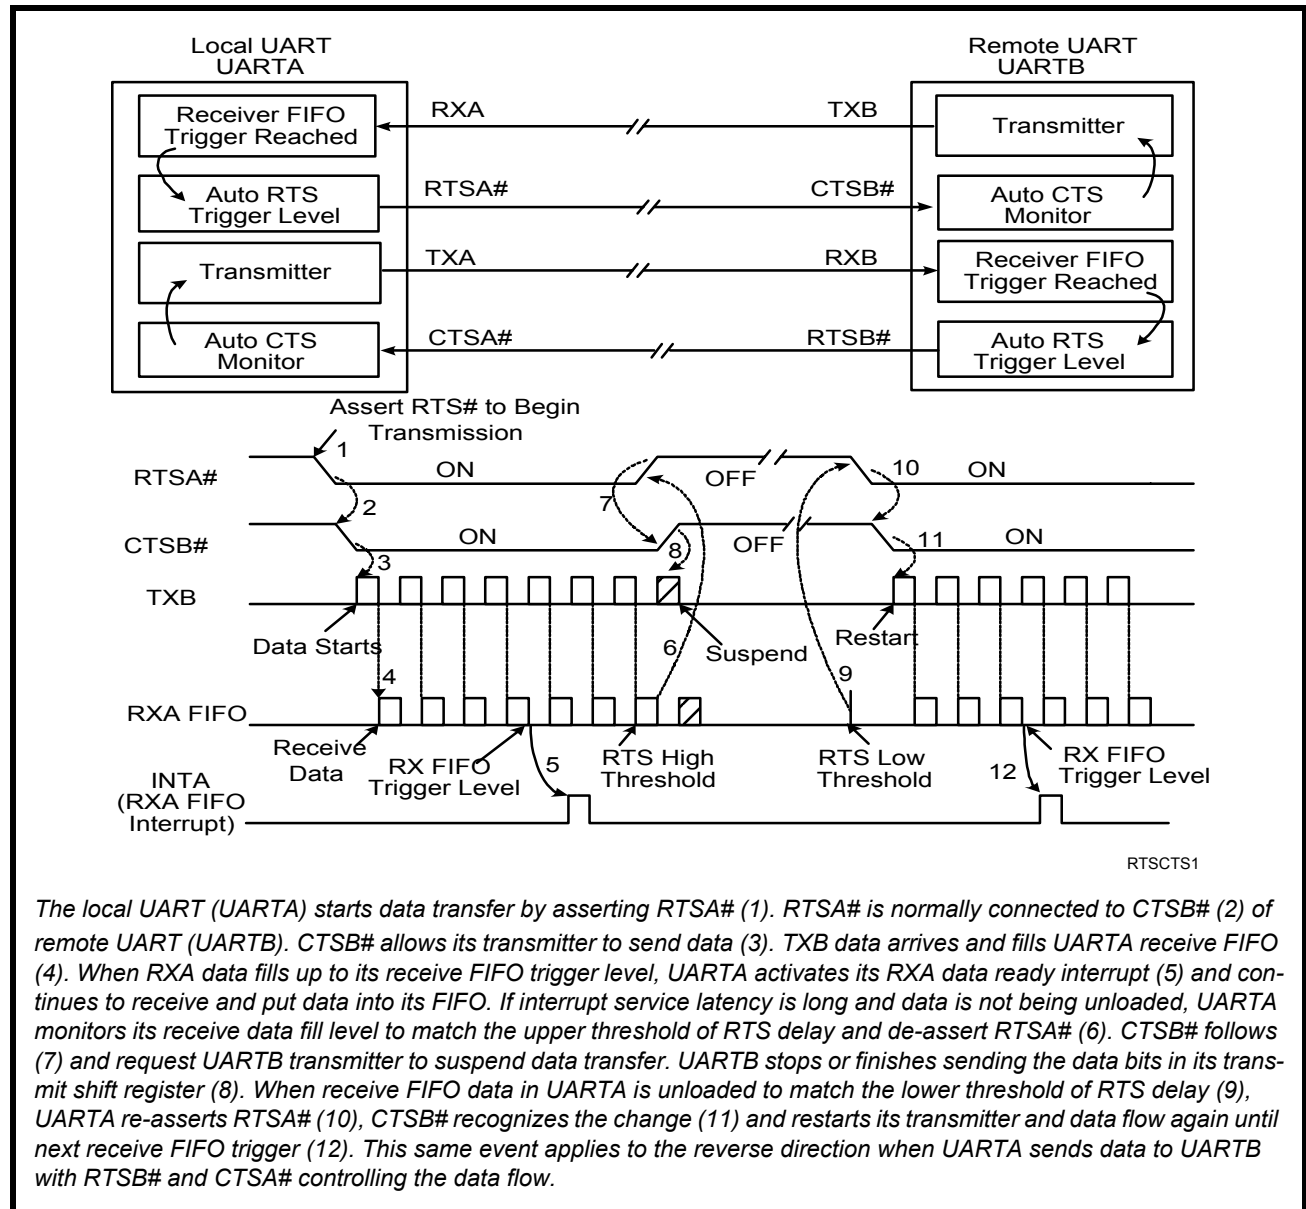 Local UART
UARTA
Remote UART
UARTB
Receiver FIFO
Trigger Reached
RXA
TXB
Transmitter
Auto RTS
Trigger Level
RTSA#
CTSB#
Auto CTS
Monitor
Transmitter
TXA
RXB
Receiver FIFO
Trigger Reached
Auto CTS
Monitor
CTSA#
RTSB#
Auto RTS
Trigger Level
Assert RTS# to Begin
Transmission
1
RTSA#
ON
OFF
10
ON
2
7
CTSB#
ON
OFF
11
ON
3
8
TXB
Data Starts
6
Suspend
Restart
4
9
RXA FIFO
Receive
Data
RX FIFO
Trigger Level
5
RTS High
Threshold
RTS Low
Threshold
12
RX FIFO
Trigger Level
INTA
(RXA FIFO
Interrupt)
RTSCTS1
The local UART (UARTA) starts data transfer by asserting RTSA# (1). RTSA# is normally connected to CTSB# (2) of
remote UART (UARTB). CTSB# allows its transmitter to send data (3). TXB data arrives and fills UARTA receive FIFO
(4). When RXA data fills up to its receive FIFO trigger level, UARTA activates its RXA data ready interrupt (5) and con-
tinues to receive and put data into its FIFO. If interrupt service latency is long and data is not being unloaded, UARTA
monitors its receive data fill level to match the upper threshold of RTS delay and de-assert RTSA# (6). CTSB# follows
(7) and request UARTB transmitter to suspend data transfer. UARTB stops or finishes sending the data bits in its trans-
mit shift register (8). When receive FIFO data in UARTA is unloaded to match the lower threshold of RTS delay (9),
UARTA re-asserts RTSA# (10), CTSB# recognizes the change (11) and restarts its transmitter and data flow again until
next receive FIFO trigger (12). This same event applies to the reverse direction when UARTA sends data to UARTB
with RTSB# and CTSA# controlling the data flow.